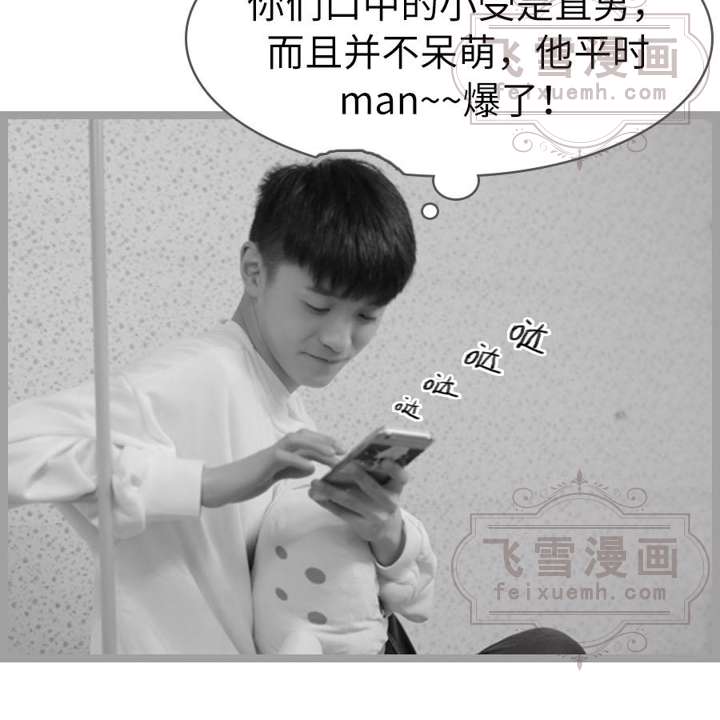 你们口中的小受是直男，
而且并不呆萌，他平时
man~~爆了！
飞雪漫画
feixuemh.com
哒
哒
哒
哒
飞雪漫画
feixuemh.com